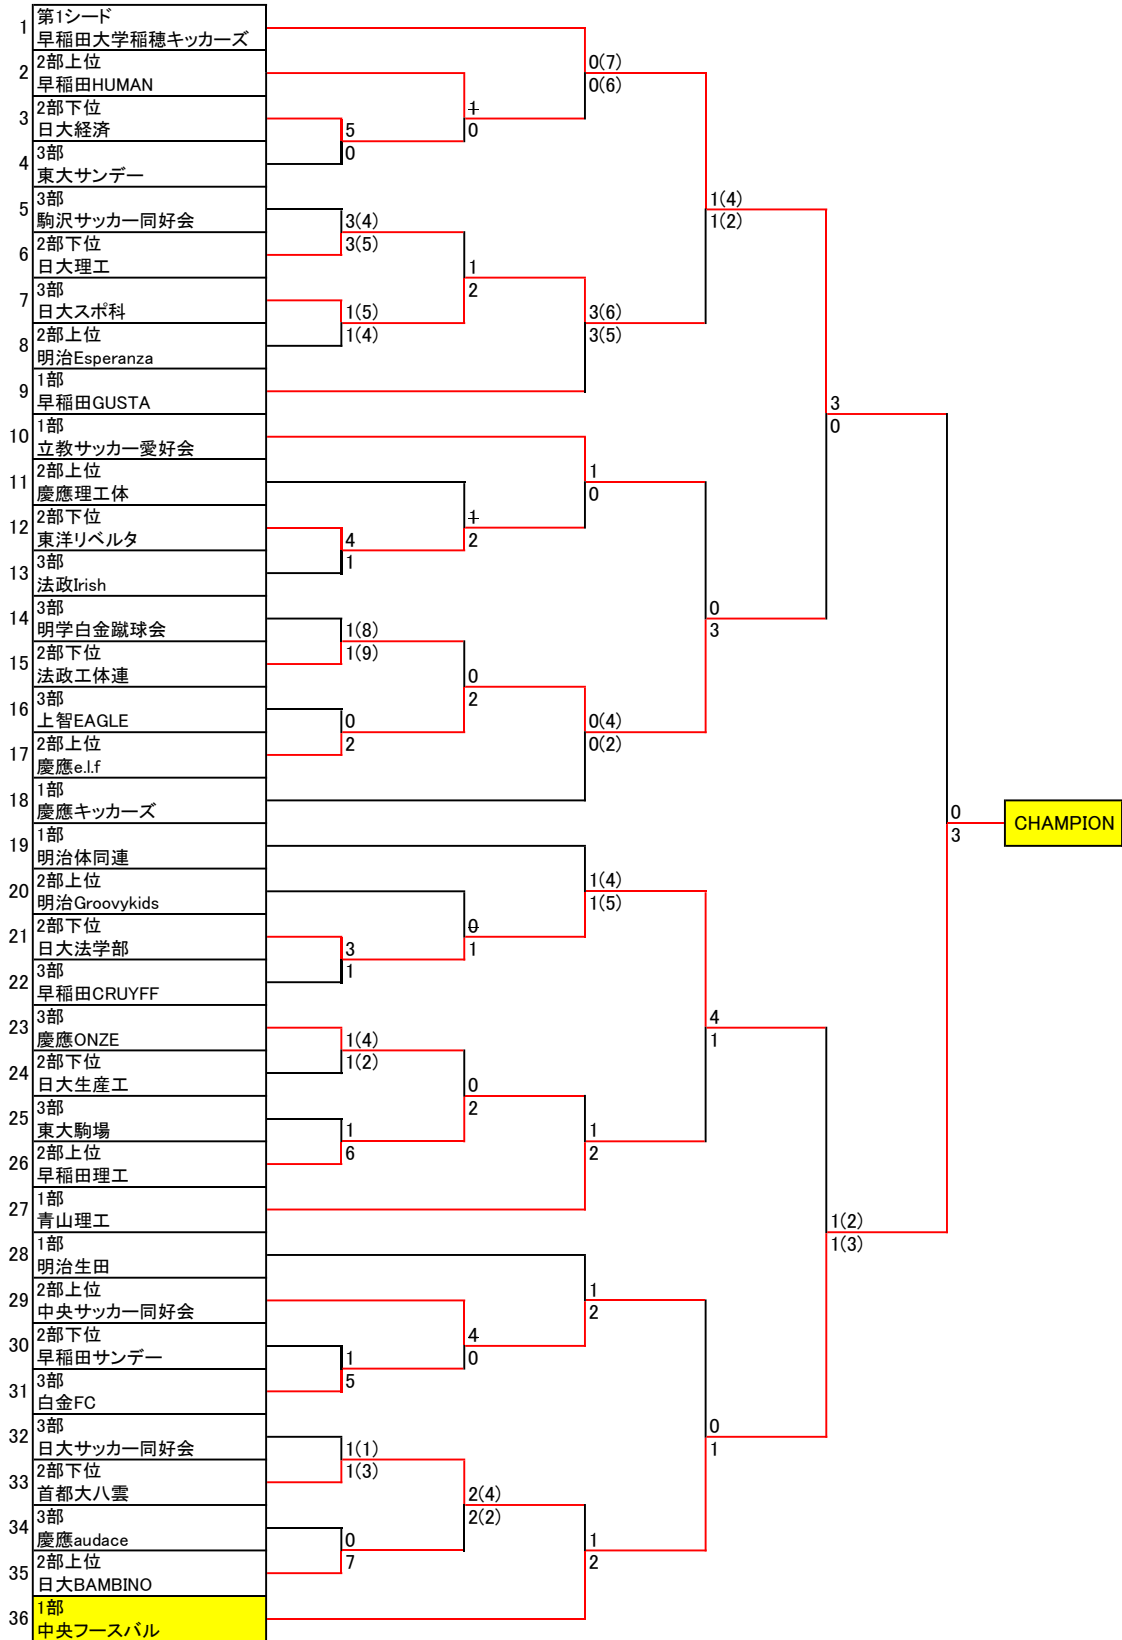 1
第1シード
早稲田大学稲穂キッカーズ
2
2部上位
早稲田HUMAN
3
2部下位
日大経済
4
3部
東大サンデー
5
3部
駒沢サッカー同好会
6
2部下位
日大理工
7
3部
日大スポ科
8
2部上位
明治Esperanza
9
1部
早稲田GUSTA
10
1部
立教サッカー愛好会
11
2部上位
慶應理工体
12
2部下位
東洋リベルタ
13
3部
法政Irish
14
3部
明学白金蹴球会
15
2部下位
法政工体連
16
3部
上智EAGLE
17
2部上位
慶應e.l.f
18
1部
慶應キッカーズ
19
1部
明治体同連
20
2部上位
明治Groovykids
21
2部下位
日大法学部
22
3部
早稲田CRUYFF
23
3部
慶應ONZE
24
2部下位
日大生産工
25
3部
東大駒場
26
2部上位
早稲田理工
27
1部
青山理工
28
1部
明治生田
29
2部上位
中央サッカー同好会
30
2部下位
早稲田サンデー
31
3部
白金FC
32
3部
日大サッカー同好会
33
2部下位
首都大八雲
34
3部
慶應audace
35
2部上位
日大BAMBINO
36
1部
中央フースバル
5
0
3(4)
3(5)
1(5)
1(4)
4
1
1(8)
1(9)
0
2
3
1
1(4)
1(2)
1
6
1
5
1(1)
1(3)
0
7
1
0
1
2
1
2
0
2
0
1
0
2
4
0
2(4)
2(2)
0(7)
0(6)
3(6)
3(5)
1
0
0(4)
0(2)
1(4)
1(5)
1
2
1
2
1
2
1(4)
1(2)
0
3
4
1
0
1
3
0
1(2)
1(3)
0
3
CHAMPION